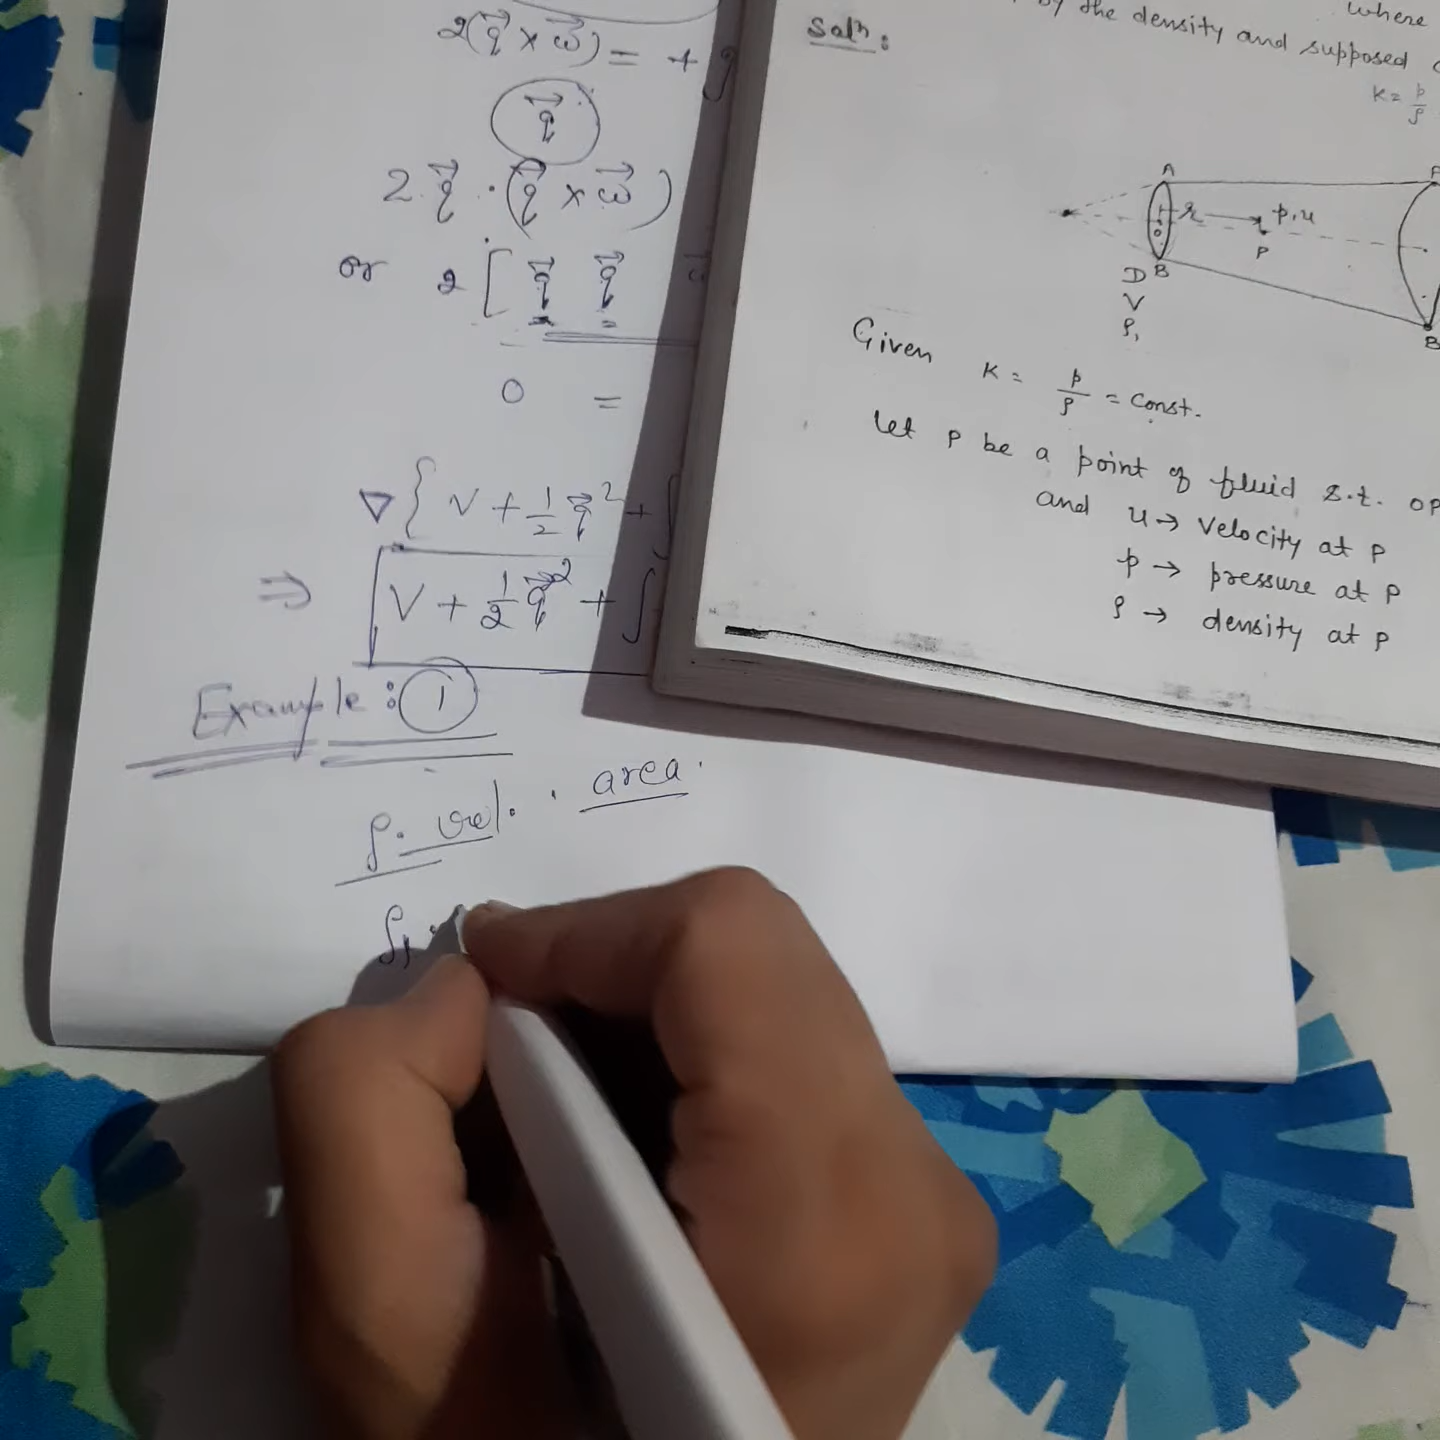 2(q⃗ × ω⃗) = +
q⃗
2 q⃗ · (q⃗ × ω⃗)
or 2 [ q⃗ q⃗ ω⃗
0 =
∇ { V + 1/2 q⃗² + ∫
⇒ V + 1/2 q⃗² + ∫
Example : ①
ρ. vel. . area.
ρ₁ .
where
by the density and supposed
Solⁿ :
K = p/ρ
A
r p, u
O P
B B
D
V
ρ₁
Given K = p/ρ = const.
Let P be a point of fluid s.t. OP
and u → velocity at P
p → pressure at P
ρ → density at P